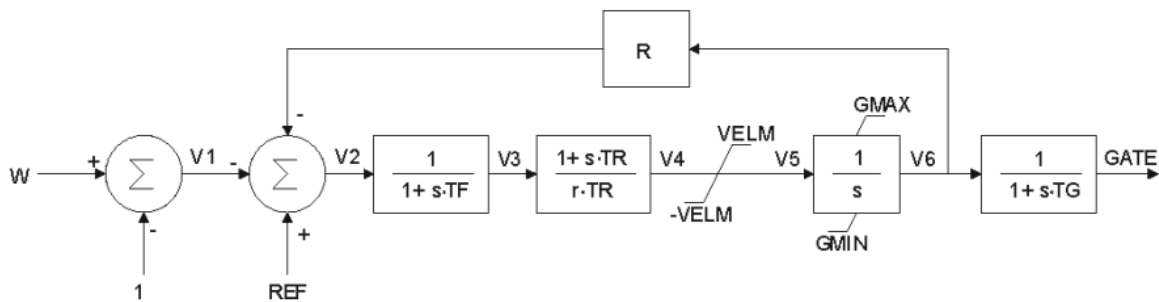 R
GMAX
VELM
W + Σ V1 - Σ - V2 1 V3 1+ s·TR V4 V5 1 V6 1 GATE
1+ s·TF r·TR s 1+ s·TG
-VELM
GMIN
- +
1 REF